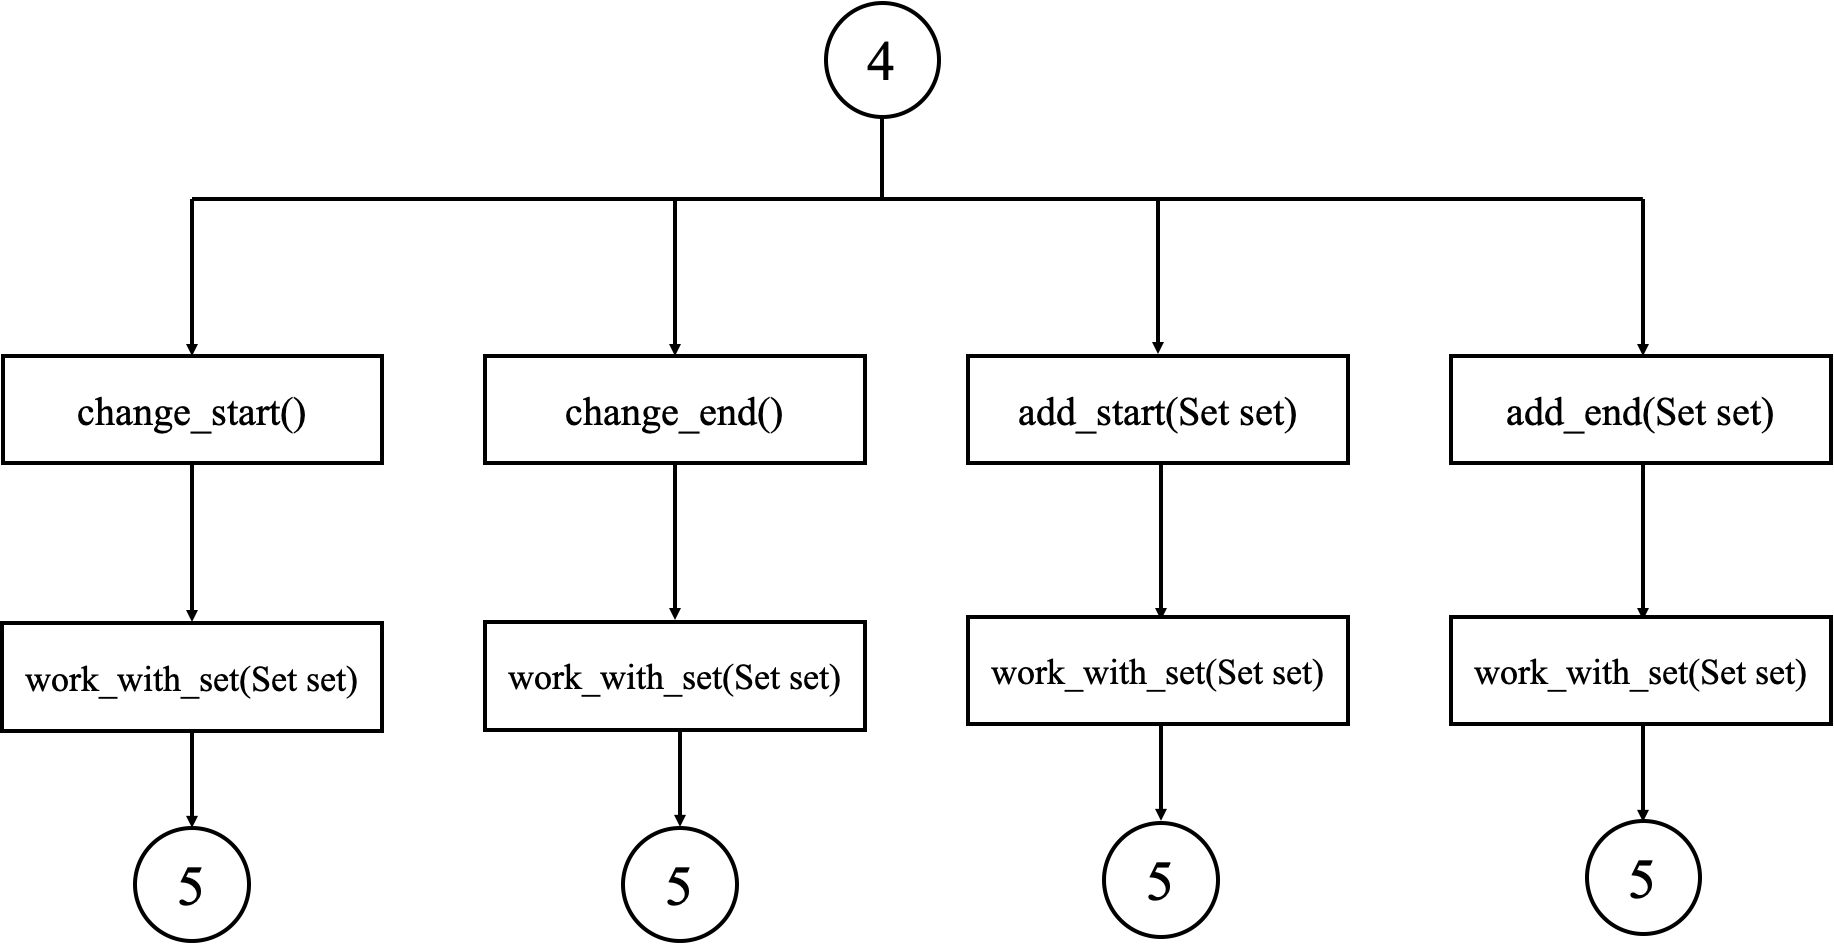 4
change_start()
change_end()
add_start(Set set)
add_end(Set set)
work_with_set(Set set)
work_with_set(Set set)
work_with_set(Set set)
work_with_set(Set set)
5
5
5
5